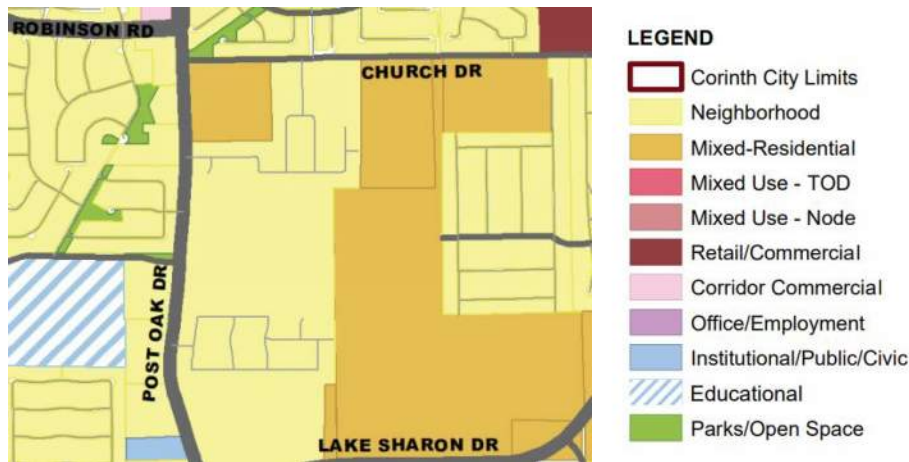 ROBINSON RD
CHURCH DR
POST OAK DR
LAKE SHARON DR
LEGEND
Corinth City Limits
Neighborhood
Mixed-Residential
Mixed Use - TOD
Mixed Use - Node
Retail/Commercial
Corridor Commercial
Office/Employment
Institutional/Public/Civic
Educational
Parks/Open Space